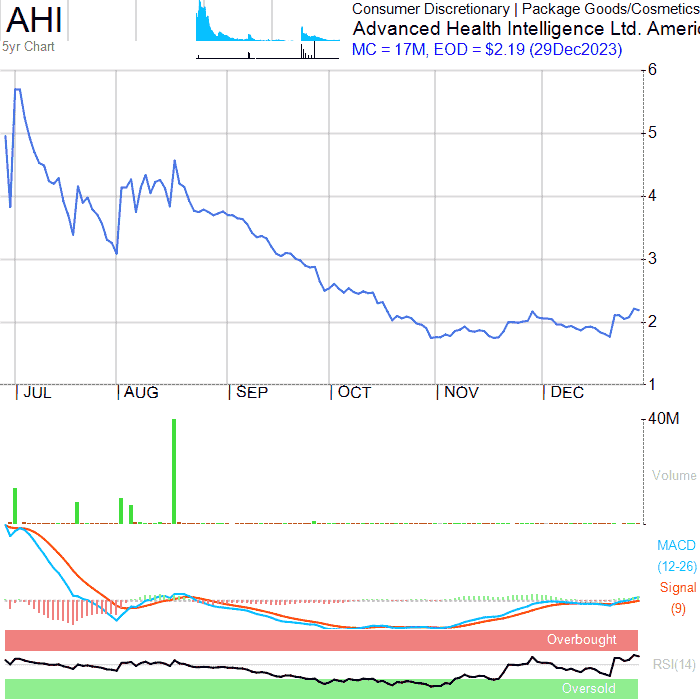 AHI
5yr Chart
Consumer Discretionary | Package Goods/Cosmetics
Advanced Health Intelligence Ltd. Americ
MC = 17M, EOD = $2.19 (29Dec2023)
6
5
4
3
2
1
JUL AUG SEP OCT NOV DEC
40M
Volume
MACD
(12-26)
Signal
(9)
Overbought
RSI(14)
Oversold